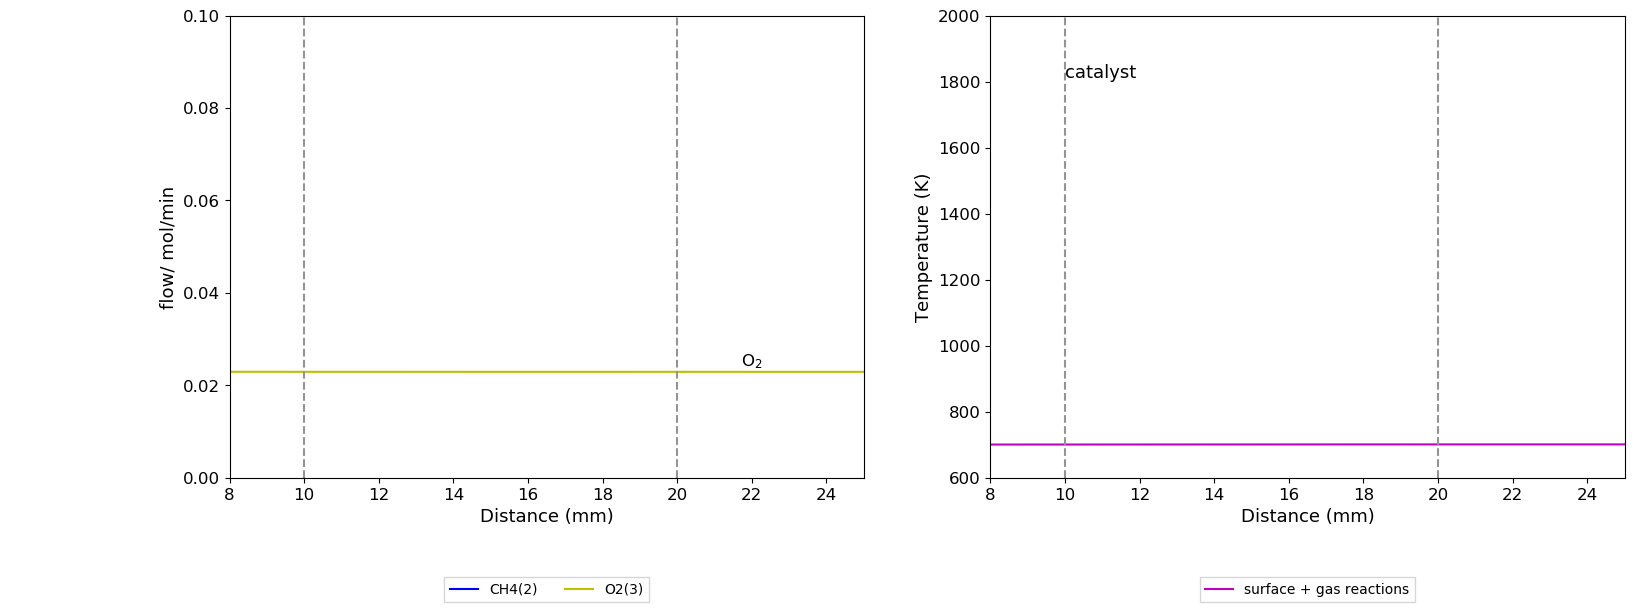 0.10
0.08
0.06
0.04
0.02
0.00
flow/ mol/min
O₂
8 10 12 14 16 18 20 22 24
Distance (mm)
CH4(2) O2(3)
2000
1800
1600
1400
1200
1000
800
600
Temperature (K)
catalyst
8 10 12 14 16 18 20 22 24
Distance (mm)
surface + gas reactions